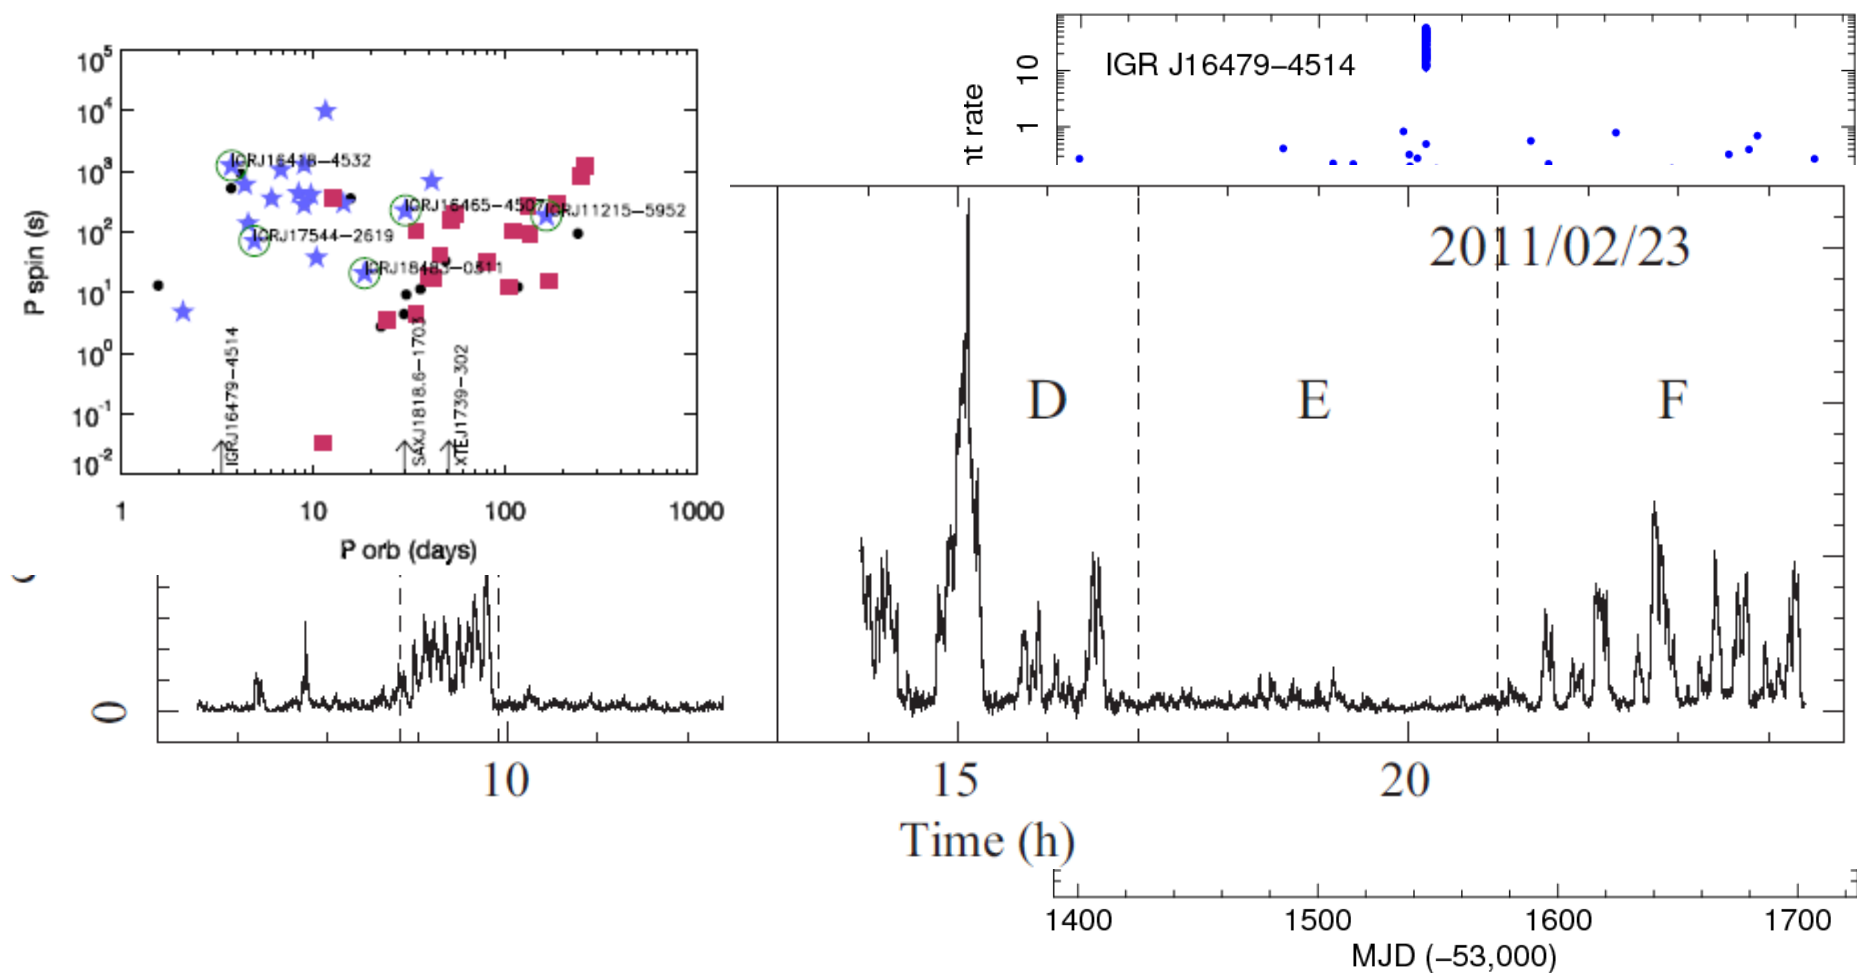 10⁵
10⁴
10³
10²
10¹
10⁰
10⁻¹
10⁻²
P spin (s)
IGRJ16418−4532
IGRJ16465−4507
IGRJ11215−5952
IGRJ17544−2619
IGRJ18483−0311
IGRJ16479−4514
SAXJ1818.6−1703
XTEJ1739−302
1
10
100
1000
P orb (days)
IGR J16479−4514
10
1
nt rate
2011/02/23
D
E
F
0
10
15
20
Time (h)
1400
1500
1600
1700
MJD (−53,000)